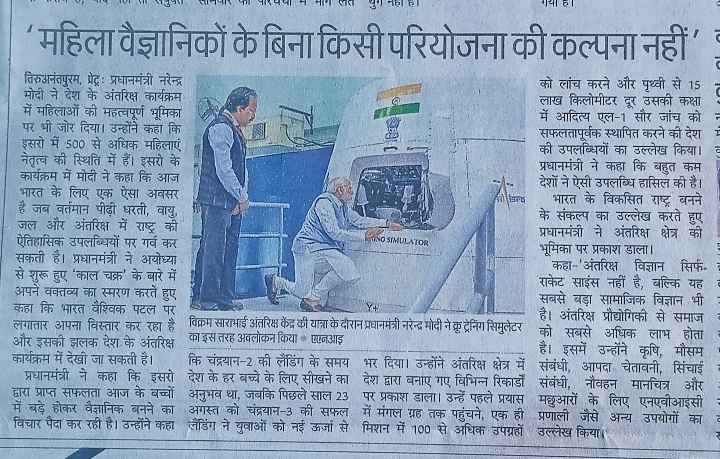 'महिला वैज्ञानिकों के बिना किसी परियोजना की कल्पना नहीं'
तिरुअनंतपुरम, प्रेट्र: प्रधानमंत्री नरेन्द्र
मोदी ने देश के अंतरिक्ष कार्यक्रम
में महिलाओं की महत्वपूर्ण भूमिका
पर भी जोर दिया। उन्होंने कहा कि
इसरो में 500 से अधिक महिलाएं
नेतृत्व की स्थिति में हैं। इसरो के
कार्यक्रम में मोदी ने कहा कि आज
भारत के लिए एक ऐसा अवसर
है जब वर्तमान पीढ़ी धरती, वायु,
जल और अंतरिक्ष में राष्ट्र की
ऐतिहासिक उपलब्धियों पर गर्व कर
सकती है। प्रधानमंत्री ने अयोध्या
से शुरू हुए 'काल चक्र' के बारे में
अपने वक्तव्य का स्मरण करते हुए
कहा कि भारत वैश्विक पटल पर
लगातार अपना विस्तार कर रहा है
और इसकी झलक देश के अंतरिक्ष
कार्यक्रम में देखी जा सकती है।
प्रधानमंत्री ने कहा कि इसरो
द्वारा प्राप्त सफलता आज के बच्चों
में बड़े होकर वैज्ञानिक बनने का
विचार पैदा कर रही है। उन्होंने कहा
ING SIMULATOR
Y+
विक्रम साराभाई अंतरिक्ष केंद्र की यात्रा के दौरान प्रधानमंत्री नरेन्द्र मोदी ने क्रू ट्रेनिंग सिमुलेटर
का इस तरह अवलोकन किया • एएनआइ
कि चंद्रयान-2 की लैंडिंग के समय
देश के हर बच्चे के लिए सीखने का
अनुभव था, जबकि पिछले साल 23
अगस्त को चंद्रयान-3 की सफल
लैंडिंग ने युवाओं को नई ऊर्जा से
भर दिया। उन्होंने अंतरिक्ष क्षेत्र में
देश द्वारा बनाए गए विभिन्न रिकार्डों
पर प्रकाश डाला। उन्हें पहले प्रयास
में मंगल ग्रह तक पहुंचने, एक ही
मिशन में 100 से अधिक उपग्रहों
को लांच करने और पृथ्वी से 15
लाख किलोमीटर दूर उसकी कक्षा
में आदित्य एल-1 सौर जांच को
सफलतापूर्वक स्थापित करने की देश
की उपलब्धियों का उल्लेख किया।
प्रधानमंत्री ने कहा कि बहुत कम
देशों ने ऐसी उपलब्धि हासिल की है।
भारत के विकसित राष्ट्र बनने
के संकल्प का उल्लेख करते हुए
प्रधानमंत्री ने अंतरिक्ष क्षेत्र की
भूमिका पर प्रकाश डाला।
कहा-'अंतरिक्ष विज्ञान सिर्फ
राकेट साइंस नहीं है, बल्कि यह
सबसे बड़ा सामाजिक विज्ञान भी
है। अंतरिक्ष प्रौद्योगिकी से समाज
को सबसे अधिक लाभ होता
है। इसमें उन्होंने कृषि, मौसम
संबंधी, आपदा चेतावनी, सिंचाई
संबंधी, नौवहन मानचित्र और
मछुआरों के लिए एनएवीआइसी
प्रणाली जैसे अन्य उपयोगों का
उल्लेख किया।